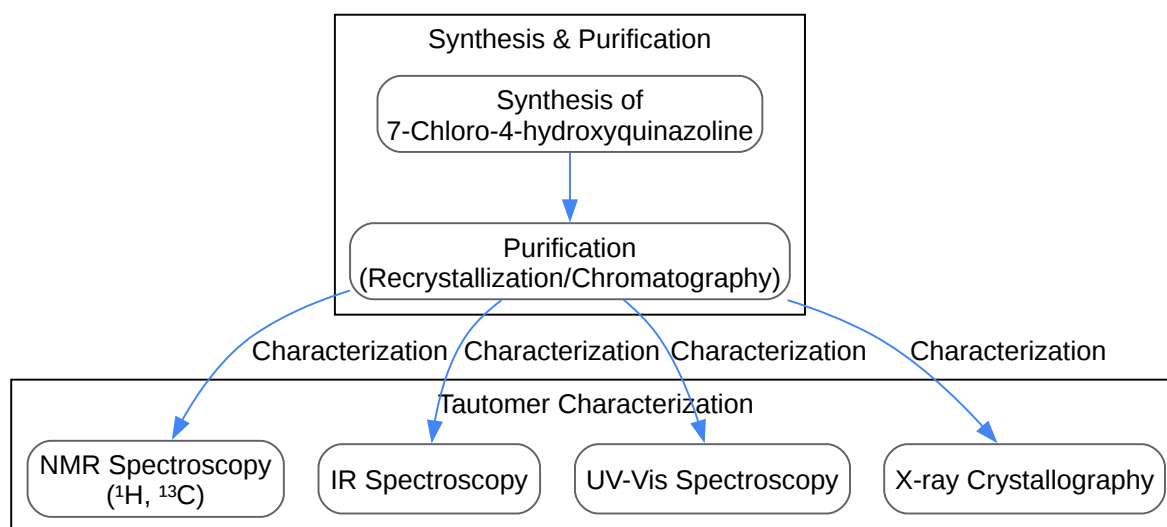 Synthesis & Purification
Synthesis of
7-Chloro-4-hydroxyquinazoline
Purification
(Recrystallization/Chromatography)
Characterization
Characterization
Characterization
Characterization
Tautomer Characterization
NMR Spectroscopy
(¹H, ¹³C)
IR Spectroscopy
UV-Vis Spectroscopy
X-ray Crystallography